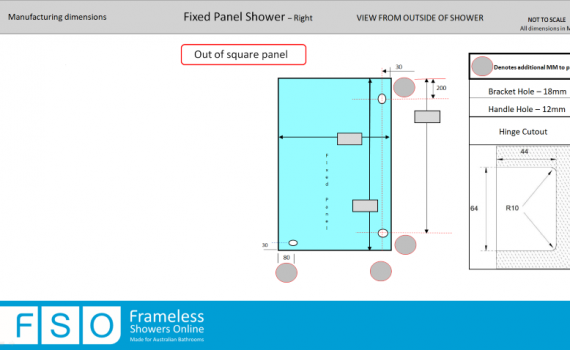 Manufacturing dimensions
Fixed Panel Shower – Right
VIEW FROM OUTSIDE OF SHOWER
NOT TO SCALE
All dimensions in M
Out of square panel
30
200
Fixed Panel
30
80
Denotes additional MM to p
Bracket Hole – 18mm
Handle Hole – 12mm
Hinge Cutout
44
64
R10
FSO
Frameless
Showers Online
Made for Australian Bathrooms